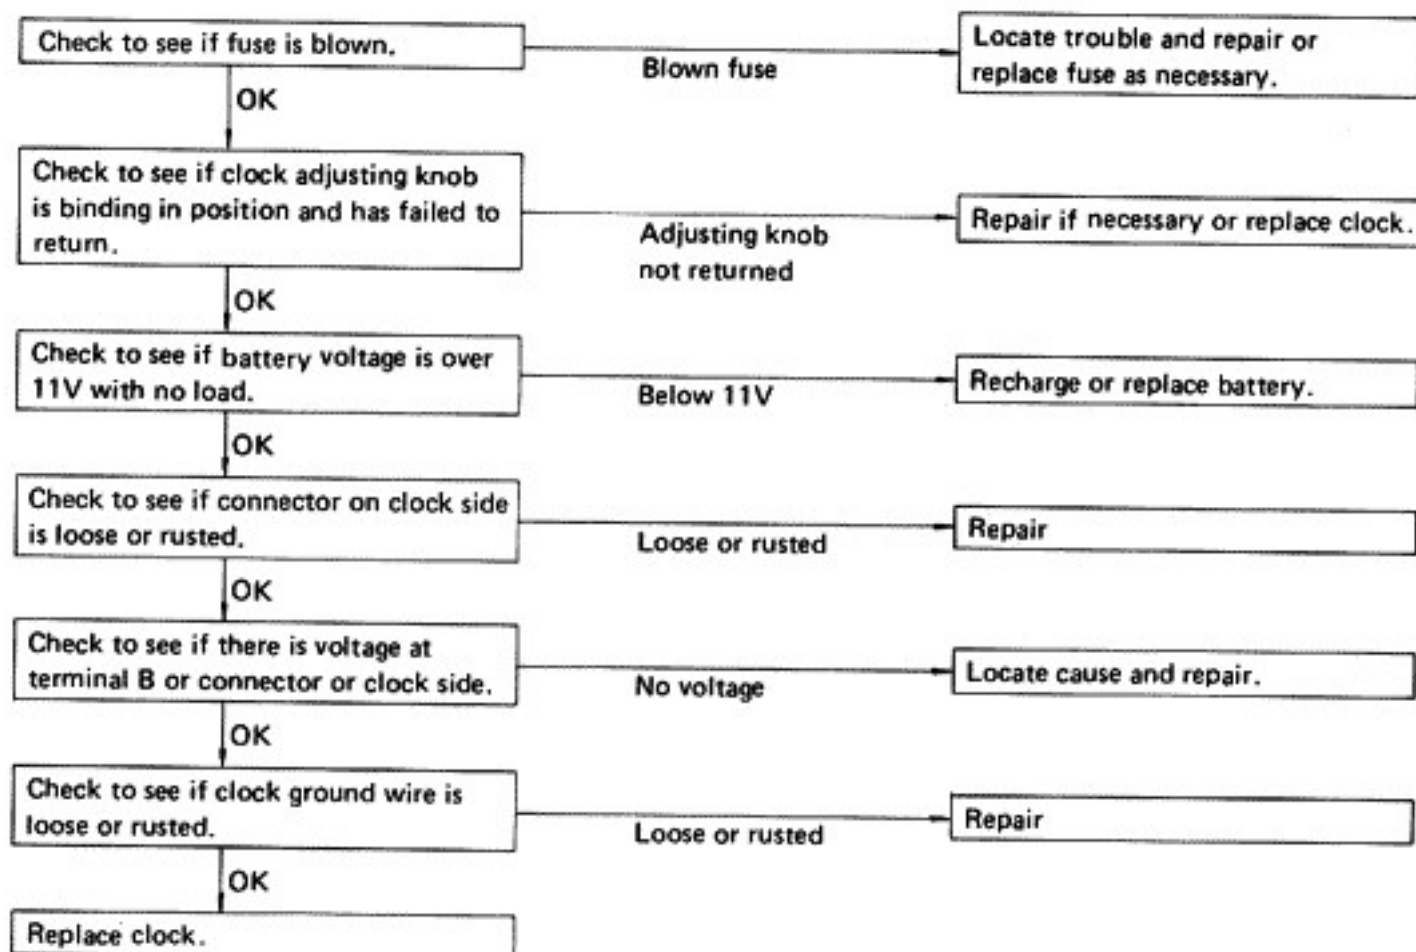 Check to see if fuse is blown.
Blown fuse
Locate trouble and repair or
replace fuse as necessary.
OK
Check to see if clock adjusting knob
is binding in position and has failed to
return.
Adjusting knob
not returned
Repair if necessary or replace clock.
OK
Check to see if battery voltage is over
11V with no load.
Below 11V
Recharge or replace battery.
OK
Check to see if connector on clock side
is loose or rusted.
Loose or rusted
Repair
OK
Check to see if there is voltage at
terminal B or connector or clock side.
No voltage
Locate cause and repair.
OK
Check to see if clock ground wire is
loose or rusted.
Loose or rusted
Repair
OK
Replace clock.